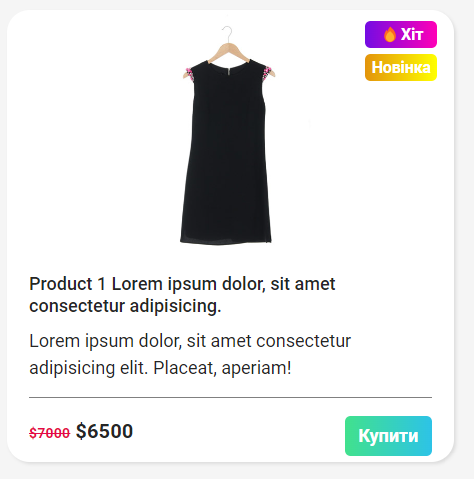 🔥 Хіт
Новінка
Product 1 Lorem ipsum dolor, sit amet
consectetur adipisicing.
Lorem ipsum dolor, sit amet consectetur
adipisicing elit. Placeat, aperiam!
$7000 $6500
Купити